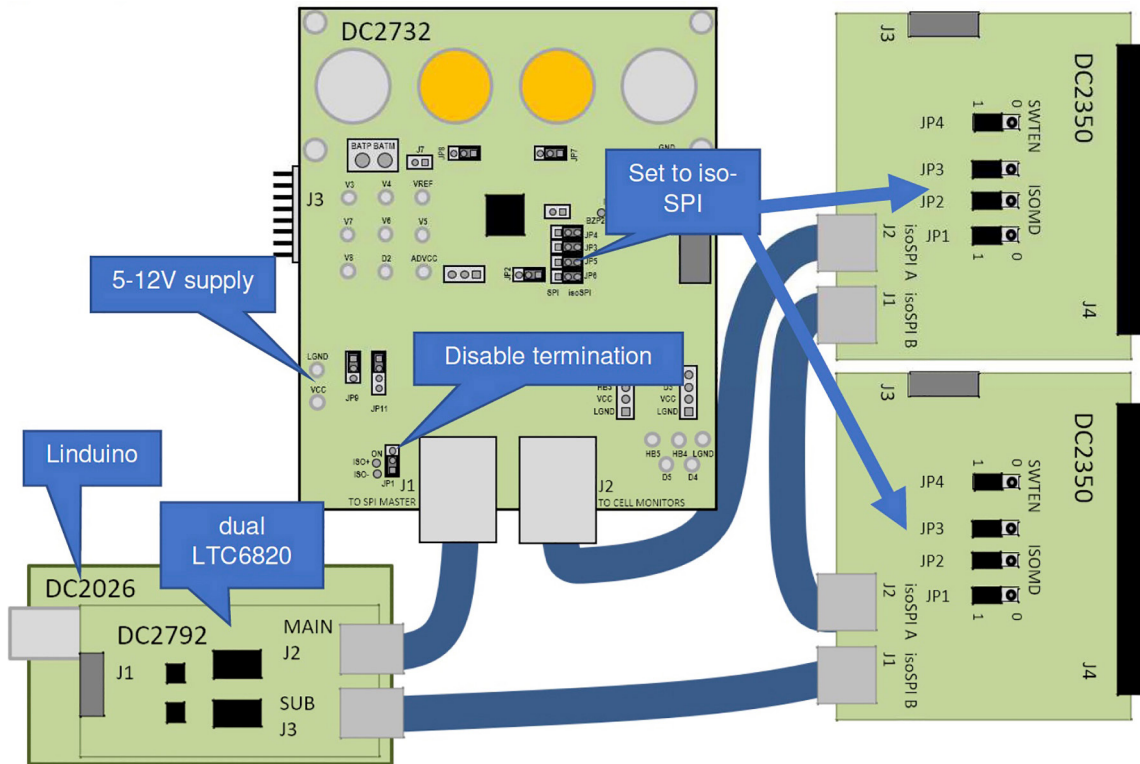 DC2732
BATP BATM
J7
JP8
JP7
GND
J3
V3
V4
VREF
V7
V6
V5
V8
D2
ADVCC
BZP2
JP4
JP3
JP5
JP6
JP2
SPI
isoSPI
Set to iso-
SPI
5-12V supply
LGND
VCC
JP9
JP11
Disable termination
HB3
VCC
LGND
D3
VCC
LGND
ON
ISO+
ISO-
JP1
J1
TO SPI MASTER
J2
TO CELL MONITORS
HB5
HB4
LGND
D5
D4
Linduino
dual
LTC6820
DC2026
DC2792
J1
MAIN
J2
SUB
J3
J3
DC2350
1
0
SWTEN
JP4
JP3
JP2
JP1
ISOMD
1
0
J2
isoSPI A
J1
isoSPI B
J4
J3
DC2350
1
0
SWTEN
JP4
JP3
JP2
JP1
ISOMD
1
0
J2
isoSPI A
J1
isoSPI B
J4